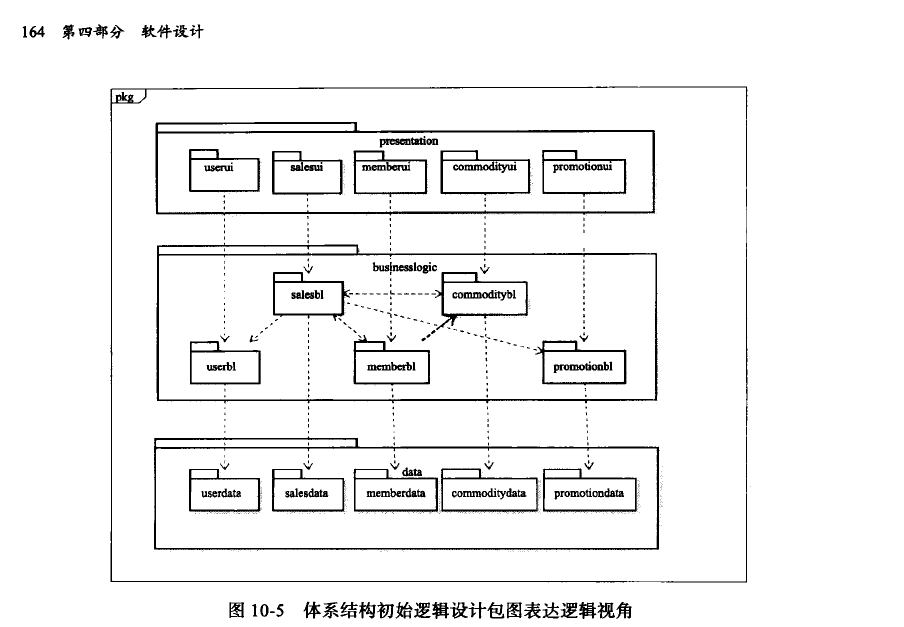 164 第四部分 软件设计
pkg
presentation
userui salesui memberui commodityui promotionui
businesslogic
salesbl commoditybl
userbl memberbl promotionbl
data
userdata salesdata memberdata commoditydata promotiondata
图 10-5 体系结构初始逻辑设计包图表达逻辑视角